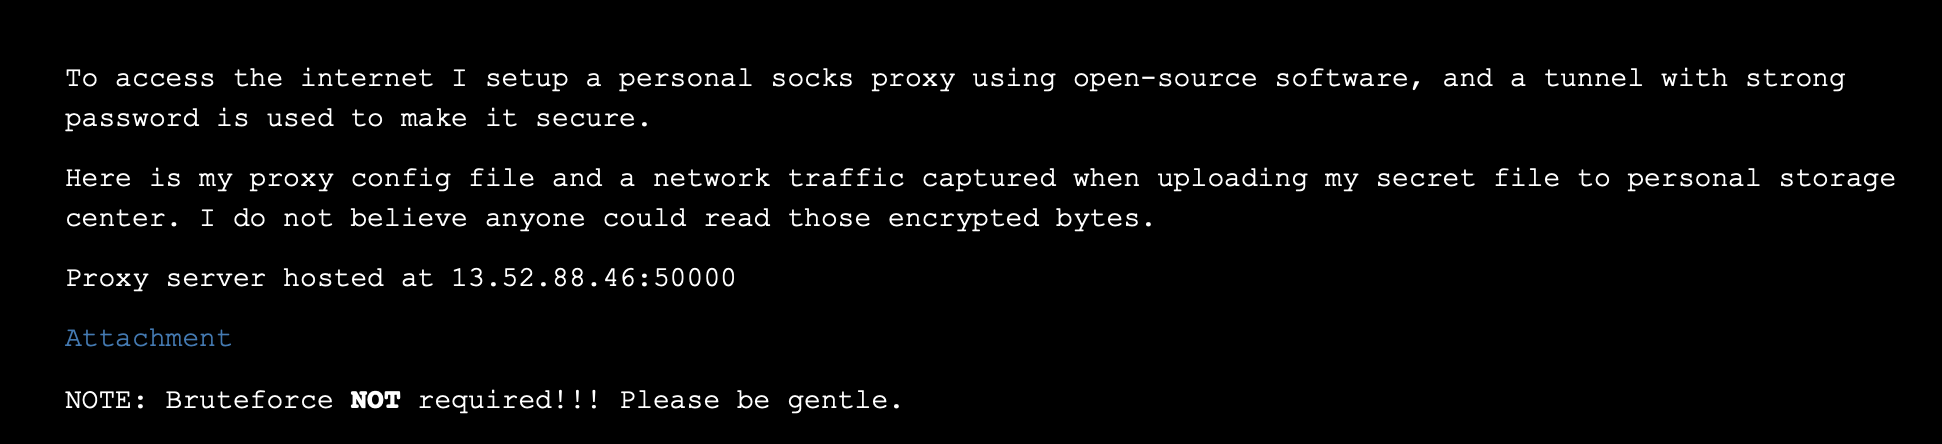 To access the internet I setup a personal socks proxy using open-source software, and a tunnel with strong
password is used to make it secure.
Here is my proxy config file and a network traffic captured when uploading my secret file to personal storage
center. I do not believe anyone could read those encrypted bytes.
Proxy server hosted at 13.52.88.46:50000
Attachment
NOTE: Bruteforce NOT required!!! Please be gentle.